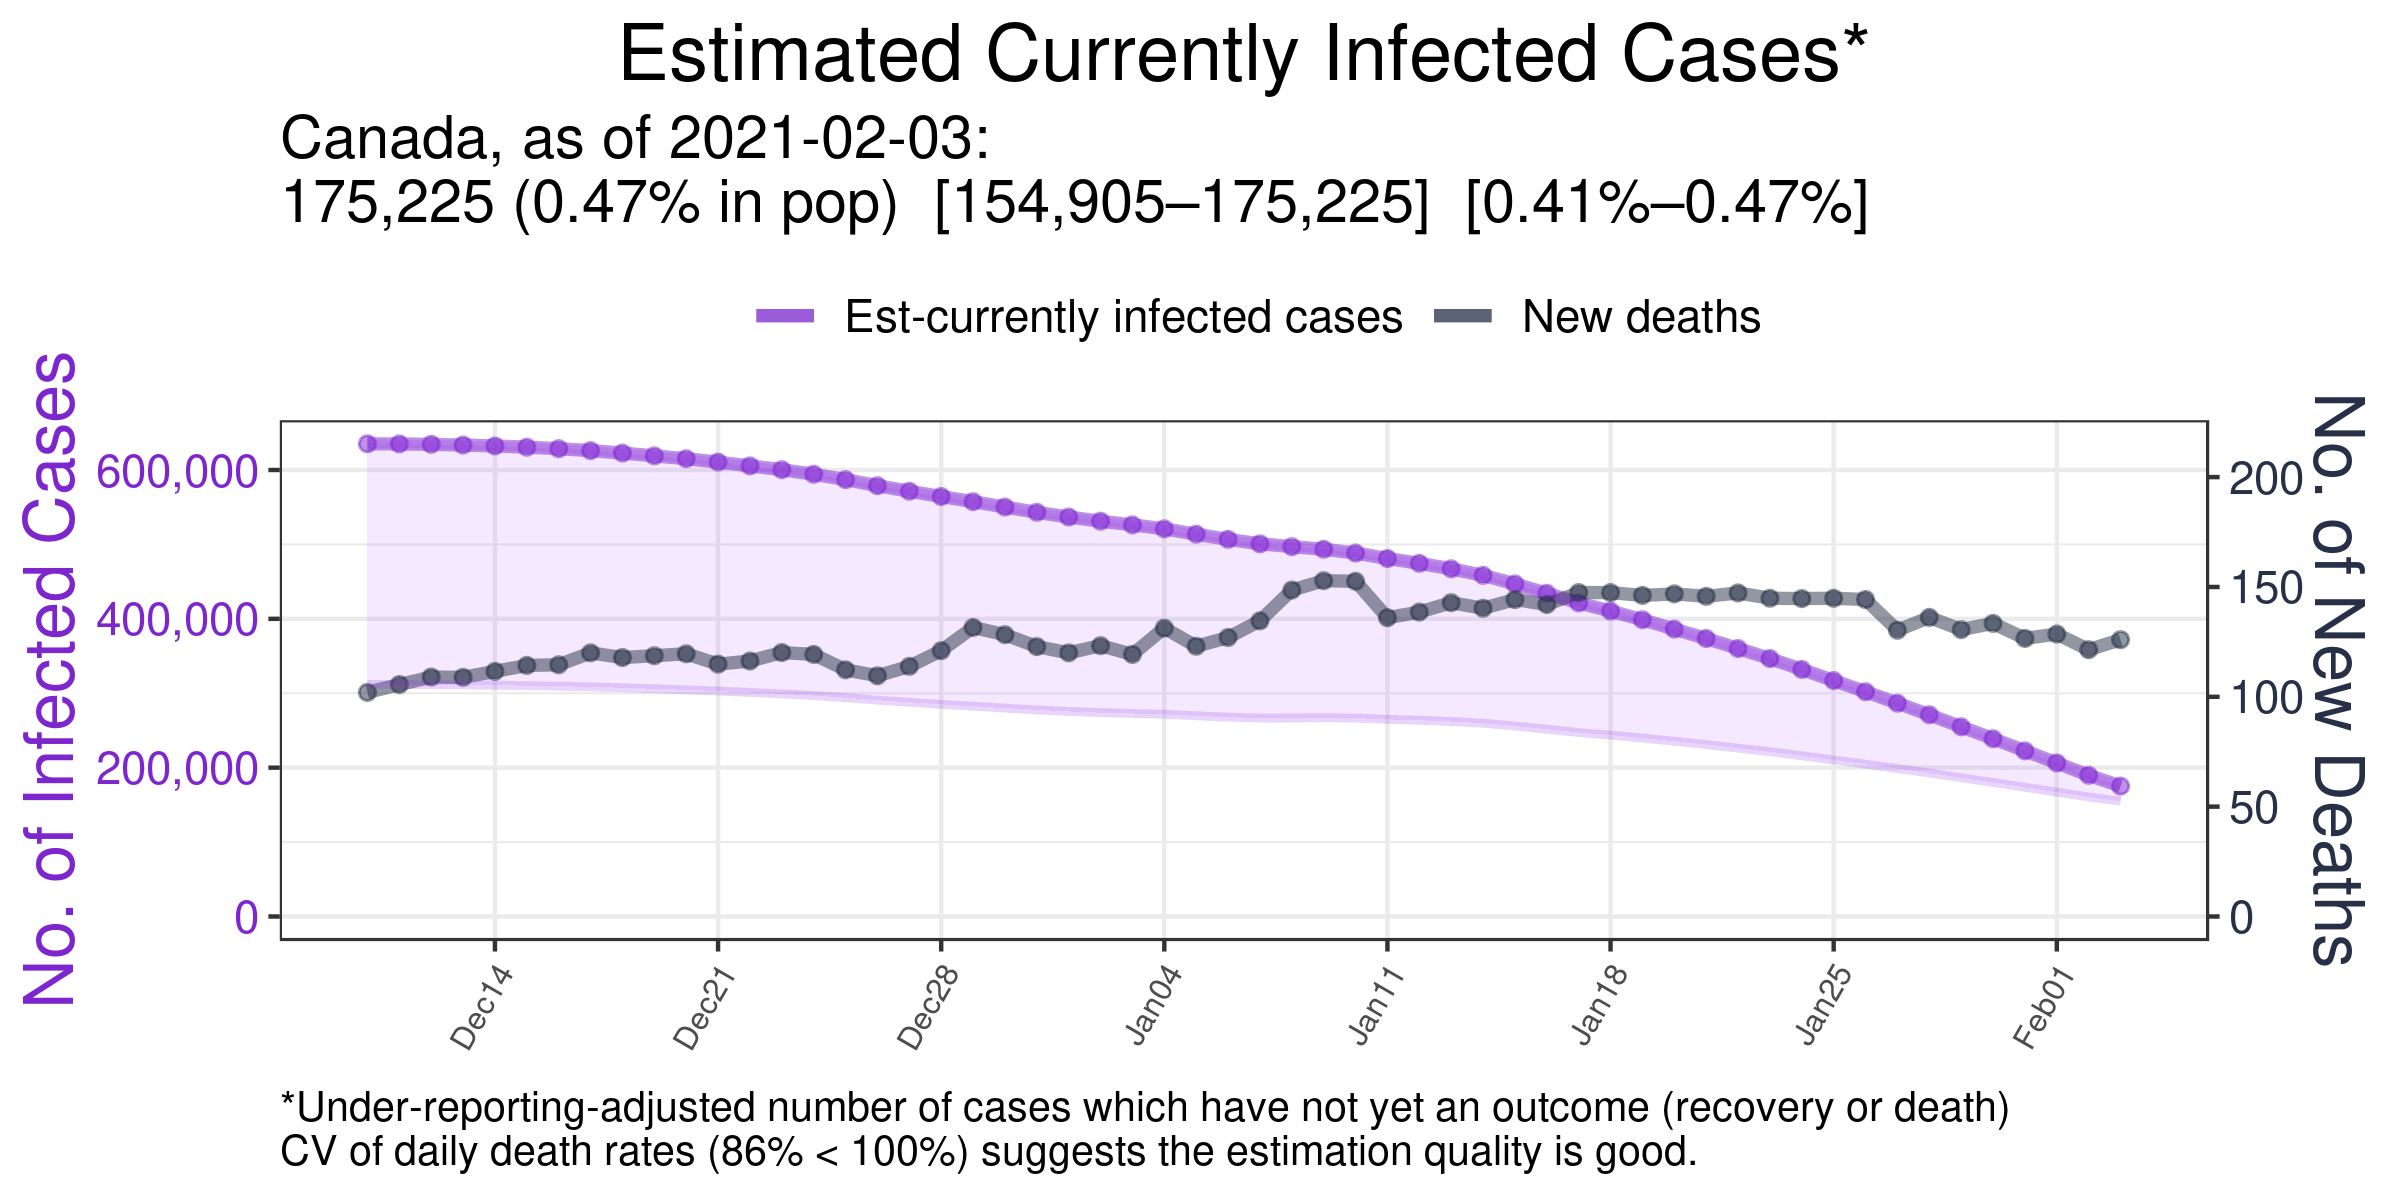 Estimated Currently Infected Cases*
Canada, as of 2021-02-03:
175,225 (0.47% in pop)  [154,905–175,225]  [0.41%–0.47%]
Est-currently infected cases
New deaths
No. of Infected Cases
600,000
400,000
200,000
0
200
150
100
50
0
No. of New Deaths
Dec14
Dec21
Dec28
Jan04
Jan11
Jan18
Jan25
Feb01
*Under-reporting-adjusted number of cases which have not yet an outcome (recovery or death)
CV of daily death rates (86% < 100%) suggests the estimation quality is good.